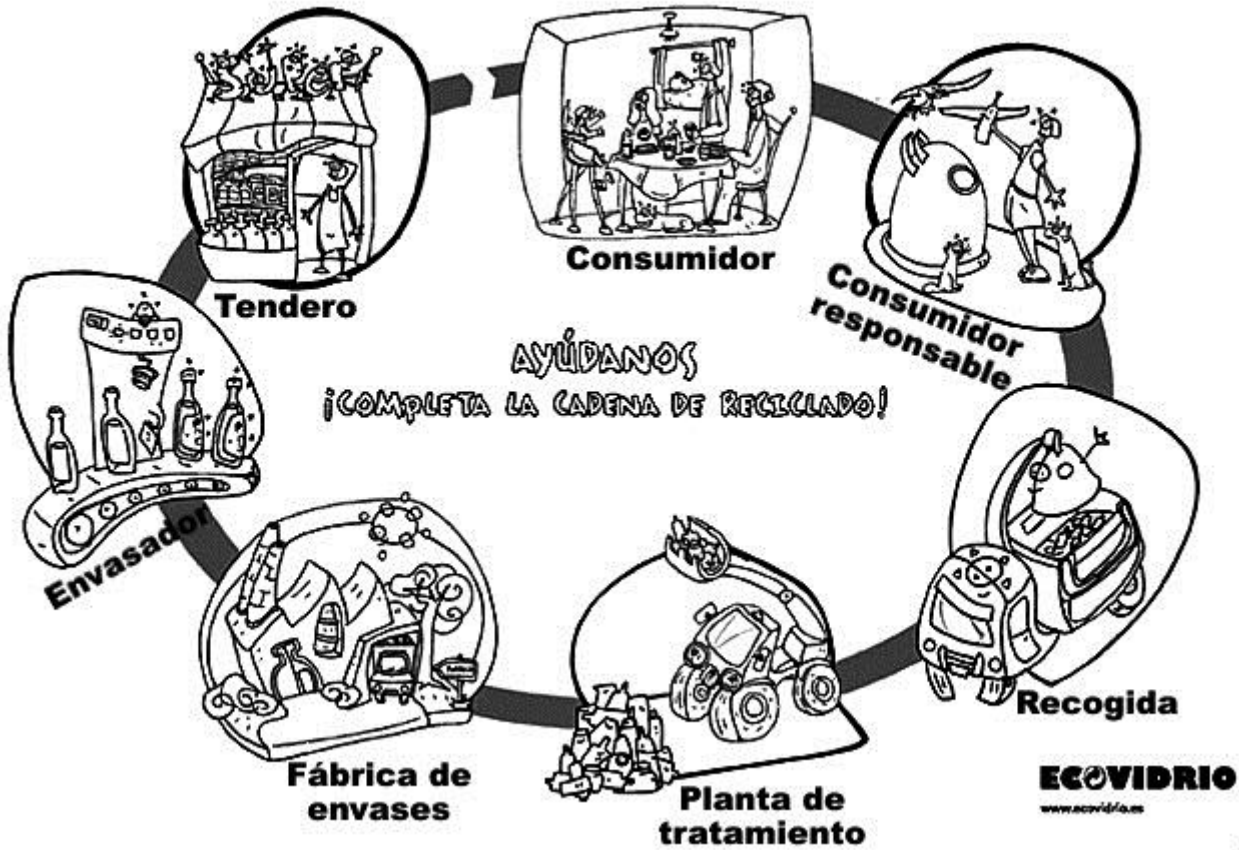 Consumidor
Tendero
Consumidor
responsable
AYÚDANOS
¡COMPLETA LA CADENA DE RECICLADO!
Envasador
Recogida
Fábrica de
envases
Planta de
tratamiento
ECOVIDRIO
www.ecovidrio.es